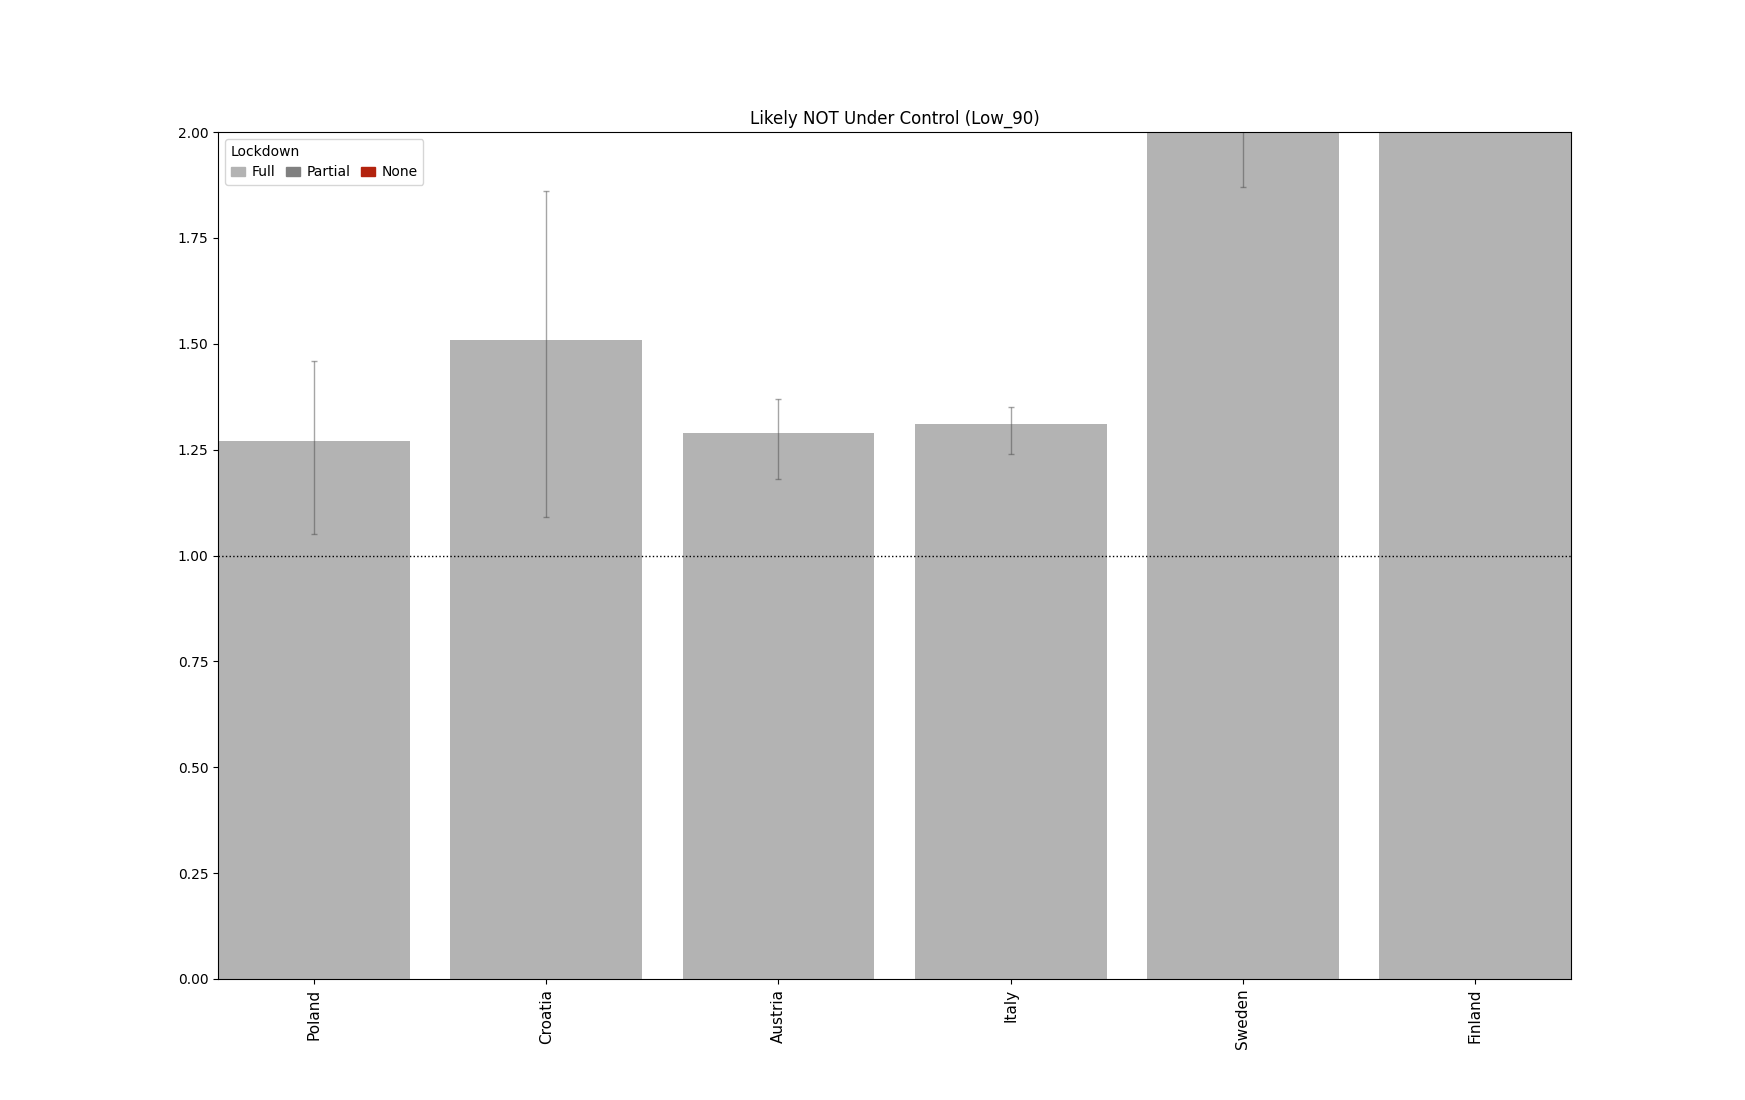 Likely NOT Under Control (Low_90)
Lockdown
Full Partial None
2.00
1.75
1.50
1.25
1.00
0.75
0.50
0.25
0.00
Poland
Croatia
Austria
Italy
Sweden
Finland